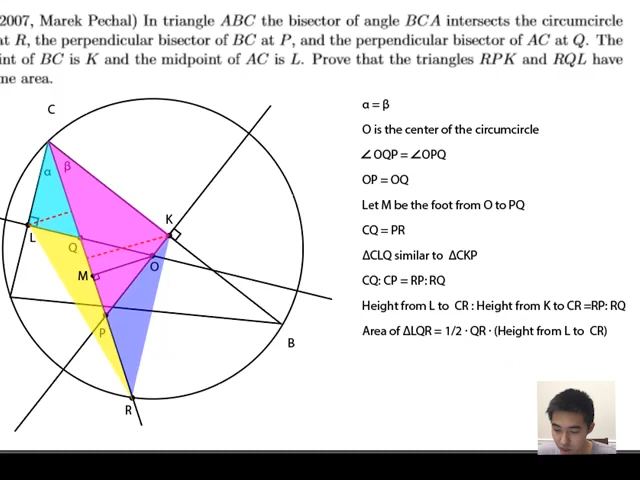 2007, Marek Pechal) In triangle ABC the bisector of angle BCA intersects the circumcircle
at R, the perpendicular bisector of BC at P, and the perpendicular bisector of AC at Q. The
int of BC is K and the midpoint of AC is L. Prove that the triangles RPK and RQL have
me area.
C
α = β
O is the center of the circumcircle
∠OQP = ∠OPQ
OP = OQ
Let M be the foot from O to PQ
CQ = PR
ΔCLQ similar to ΔCKP
CQ: CP = RP: RQ
Height from L to CR : Height from K to CR =RP: RQ
Area of ΔLQR = 1/2 · QR · (Height from L to CR)
α
β
K
L
Q
O
M
P
B
R